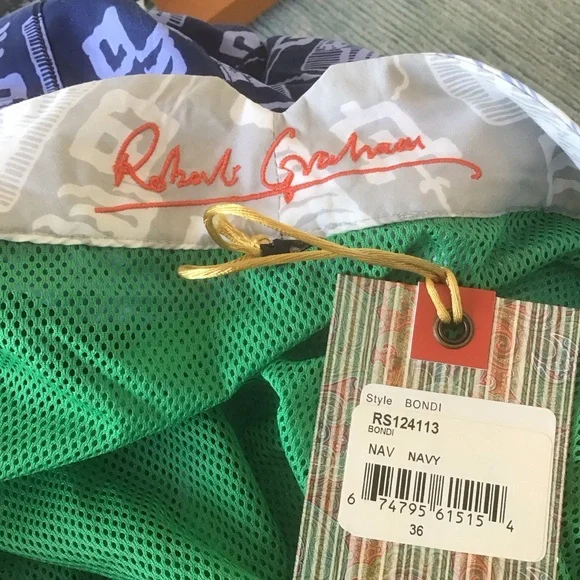 Robert Graham
Style BONDI
RS124113
BONDI
NAV NAVY
6 74795 61515 4
36